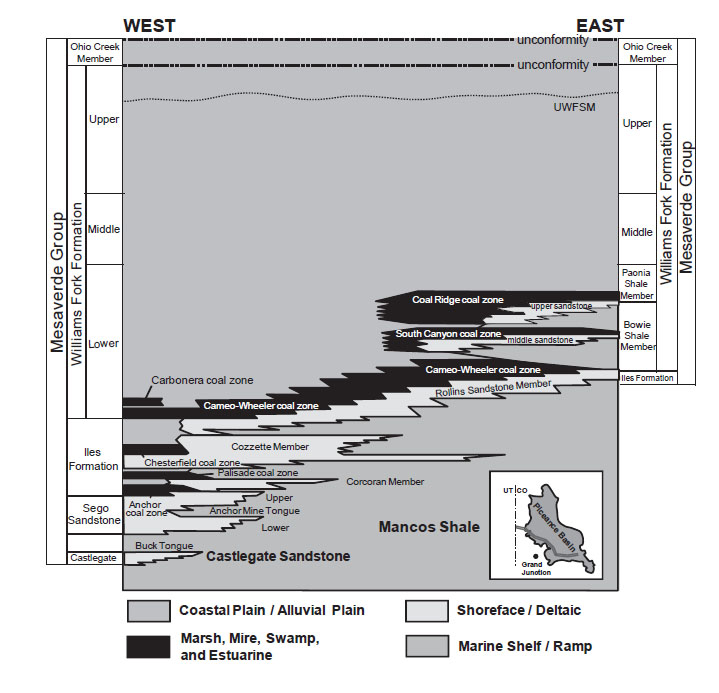 WEST
EAST
Ohio Creek
Member
unconformity
Ohio Creek
Member
unconformity
Upper
UWFSM
Upper
Mesaverde Group
Williams Fork Formation
Middle
Middle
Williams Fork Formation
Mesaverde Group
Lower
Paonia
Shale
Member
Coal Ridge coal zone
upper sandstone
Bowie
Shale
Member
South Canyon coal zone
middle sandstone
Cameo-Wheeler coal zone
Iles Formation
Carbonera coal zone
Rollins Sandstone Member
Cameo-Wheeler coal zone
Iles
Formation
Cozzette Member
Chesterfield coal zone
Palisade coal zone
Corcoran Member
Sego
Sandstone
Anchor
coal zone
Upper
Anchor Mine Tongue
Lower
Mancos Shale
Buck Tongue
Castlegate
Castlegate Sandstone
UT
CO
Piceance Basin
Grand
Junction
Coastal Plain / Alluvial Plain
Shoreface / Deltaic
Marsh, Mire, Swamp,
and Estuarine
Marine Shelf / Ramp